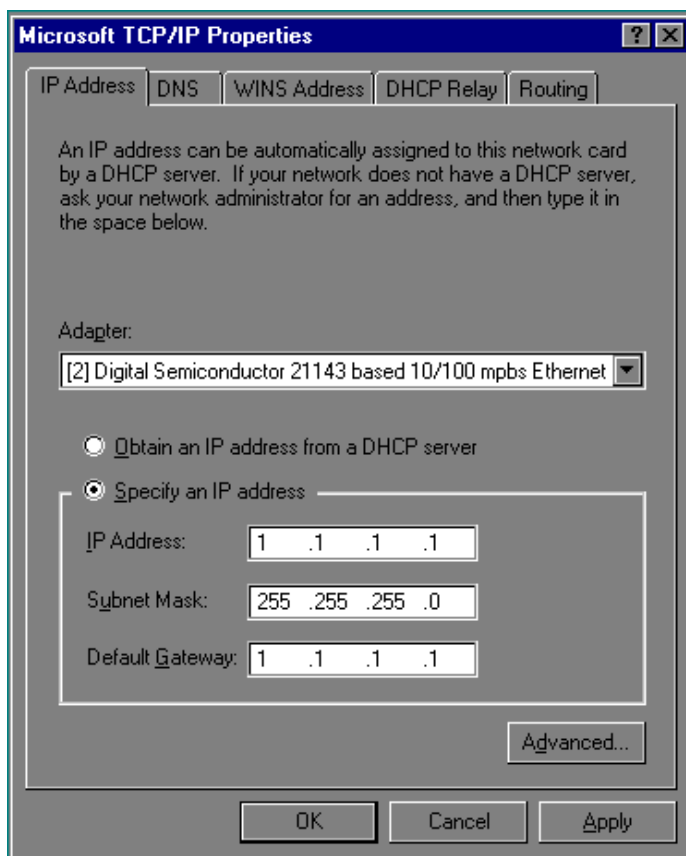 Microsoft TCP/IP Properties
IP Address DNS WINS Address DHCP Relay Routing
An IP address can be automatically assigned to this network card
by a DHCP server. If your network does not have a DHCP server,
ask your network administrator for an address, and then type it in
the space below.
Adapter:
[2] Digital Semiconductor 21143 based 10/100 mpbs Ethernet
Obtain an IP address from a DHCP server
Specify an IP address
IP Address: 1 .1 .1 .1
Subnet Mask: 255 .255 .255 .0
Default Gateway: 1 .1 .1 .1
Advanced...
OK Cancel Apply